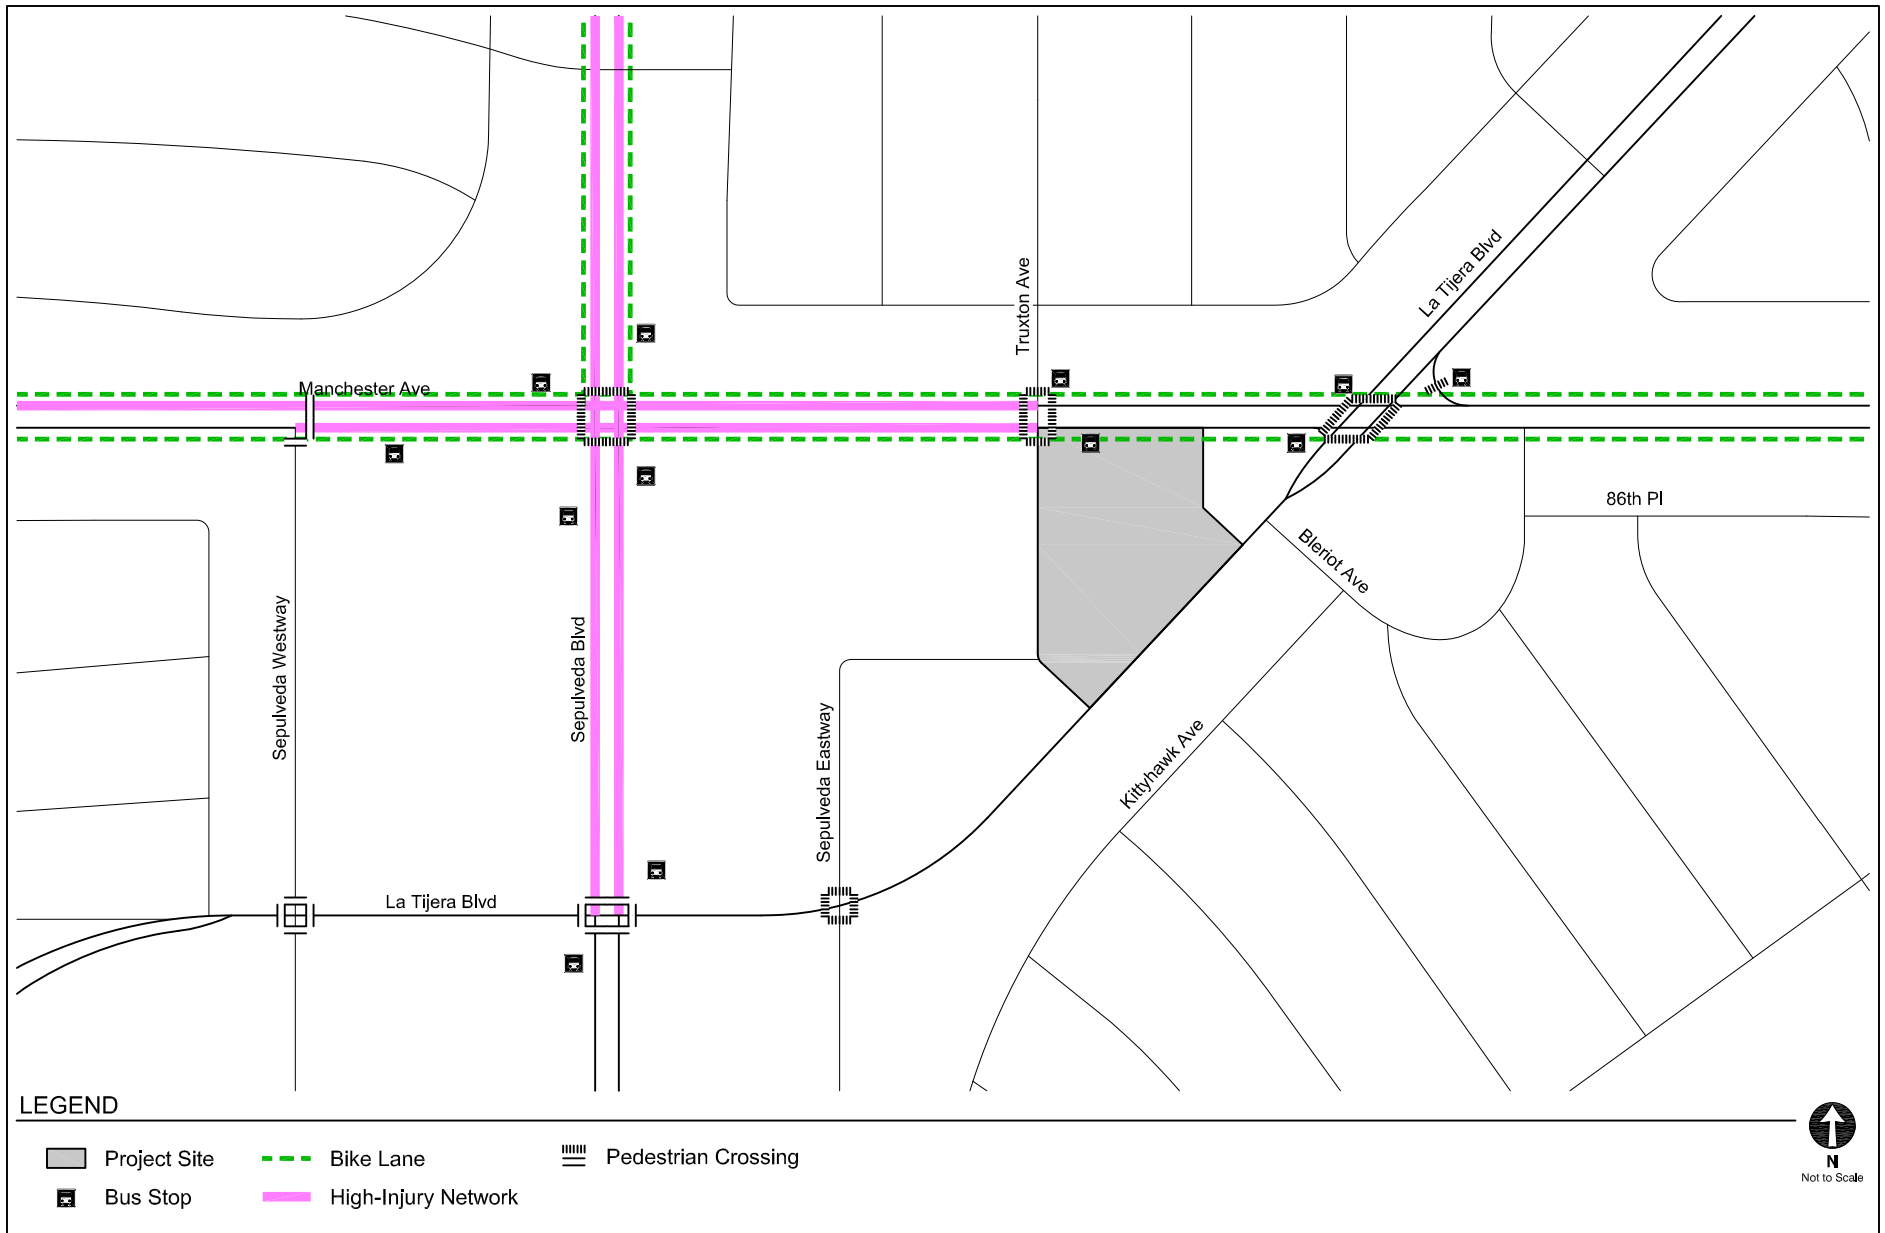 La Tijera Blvd
Truxton Ave
Manchester Ave
86th Pl
Bleriot Ave
Sepulveda Westway
Sepulveda Blvd
Sepulveda Eastway
Kittyhawk Ave
La Tijera Blvd
LEGEND
Project Site
Bike Lane
Pedestrian Crossing
Bus Stop
High-Injury Network
N
Not to Scale